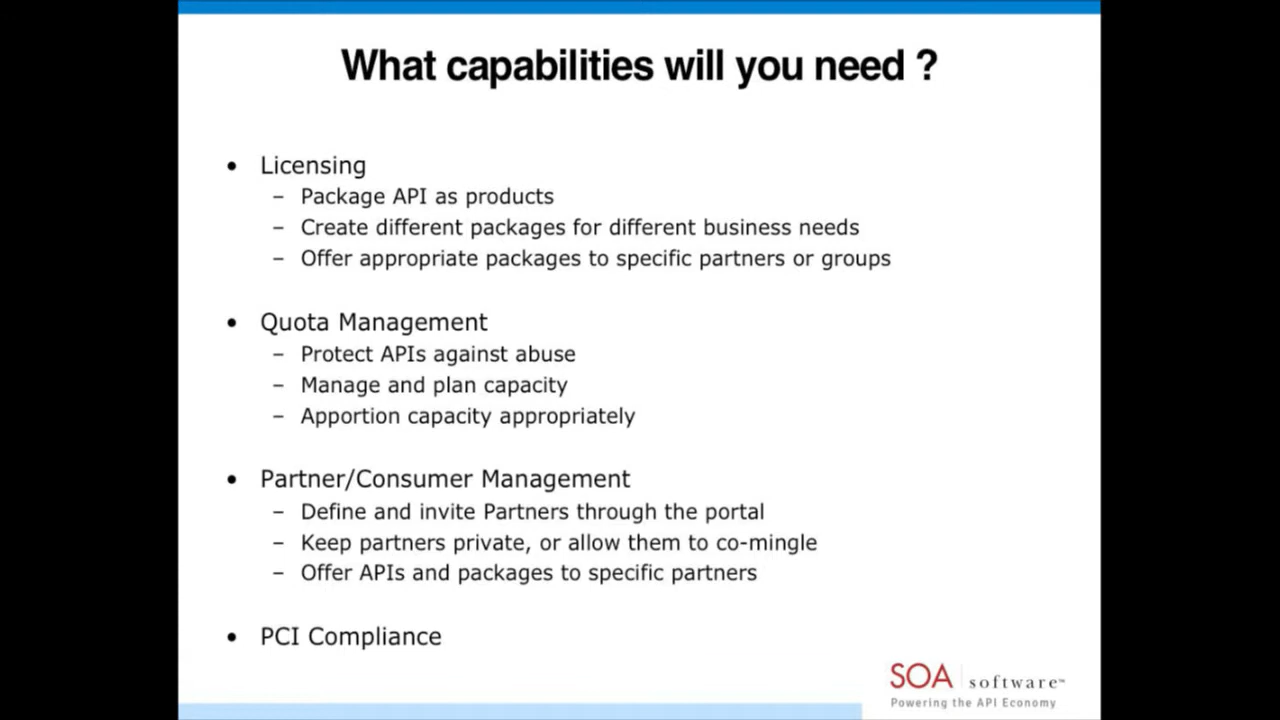 What capabilities will you need ?
• Licensing
– Package API as products
– Create different packages for different business needs
– Offer appropriate packages to specific partners or groups
• Quota Management
– Protect APIs against abuse
– Manage and plan capacity
– Apportion capacity appropriately
• Partner/Consumer Management
– Define and invite Partners through the portal
– Keep partners private, or allow them to co-mingle
– Offer APIs and packages to specific partners
• PCI Compliance
SOA software™
Powering the API Economy